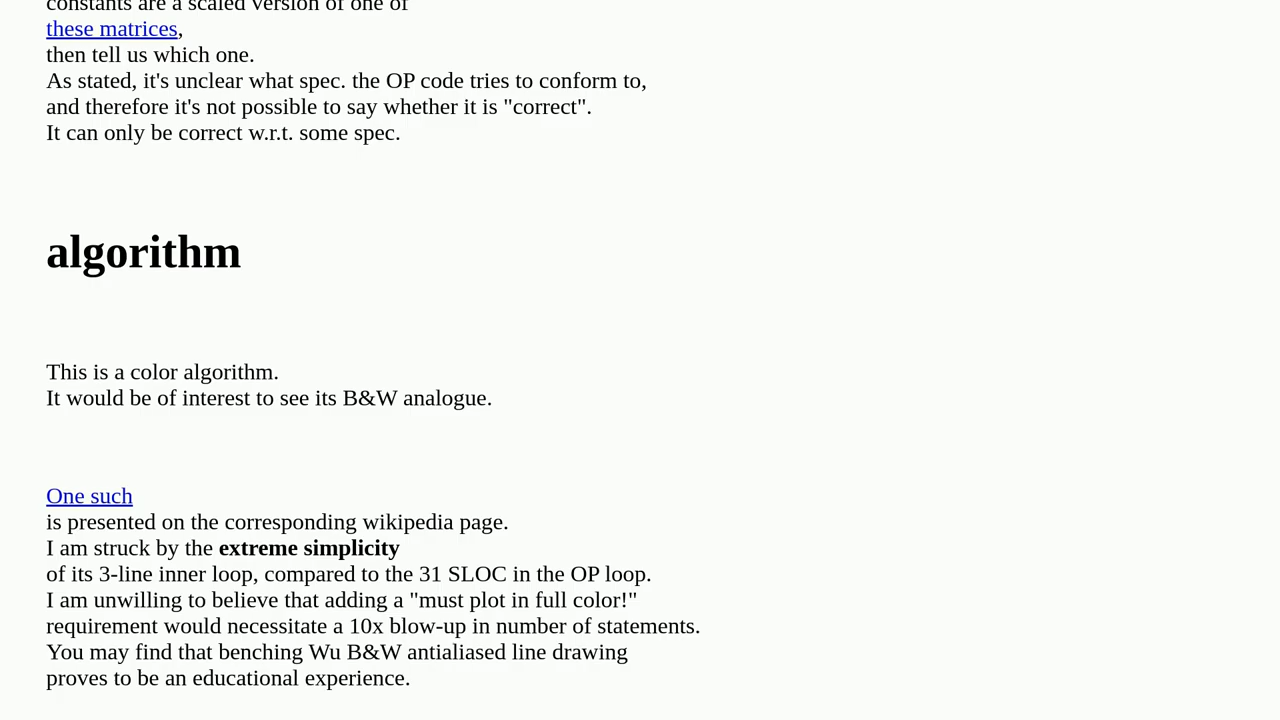 constants are a scaled version of one of
these matrices,
then tell us which one.
As stated, it's unclear what spec. the OP code tries to conform to,
and therefore it's not possible to say whether it is "correct".
It can only be correct w.r.t. some spec.
algorithm
This is a color algorithm.
It would be of interest to see its B&W analogue.
One such
is presented on the corresponding wikipedia page.
I am struck by the extreme simplicity
of its 3-line inner loop, compared to the 31 SLOC in the OP loop.
I am unwilling to believe that adding a "must plot in full color!"
requirement would necessitate a 10x blow-up in number of statements.
You may find that benching Wu B&W antialiased line drawing
proves to be an educational experience.